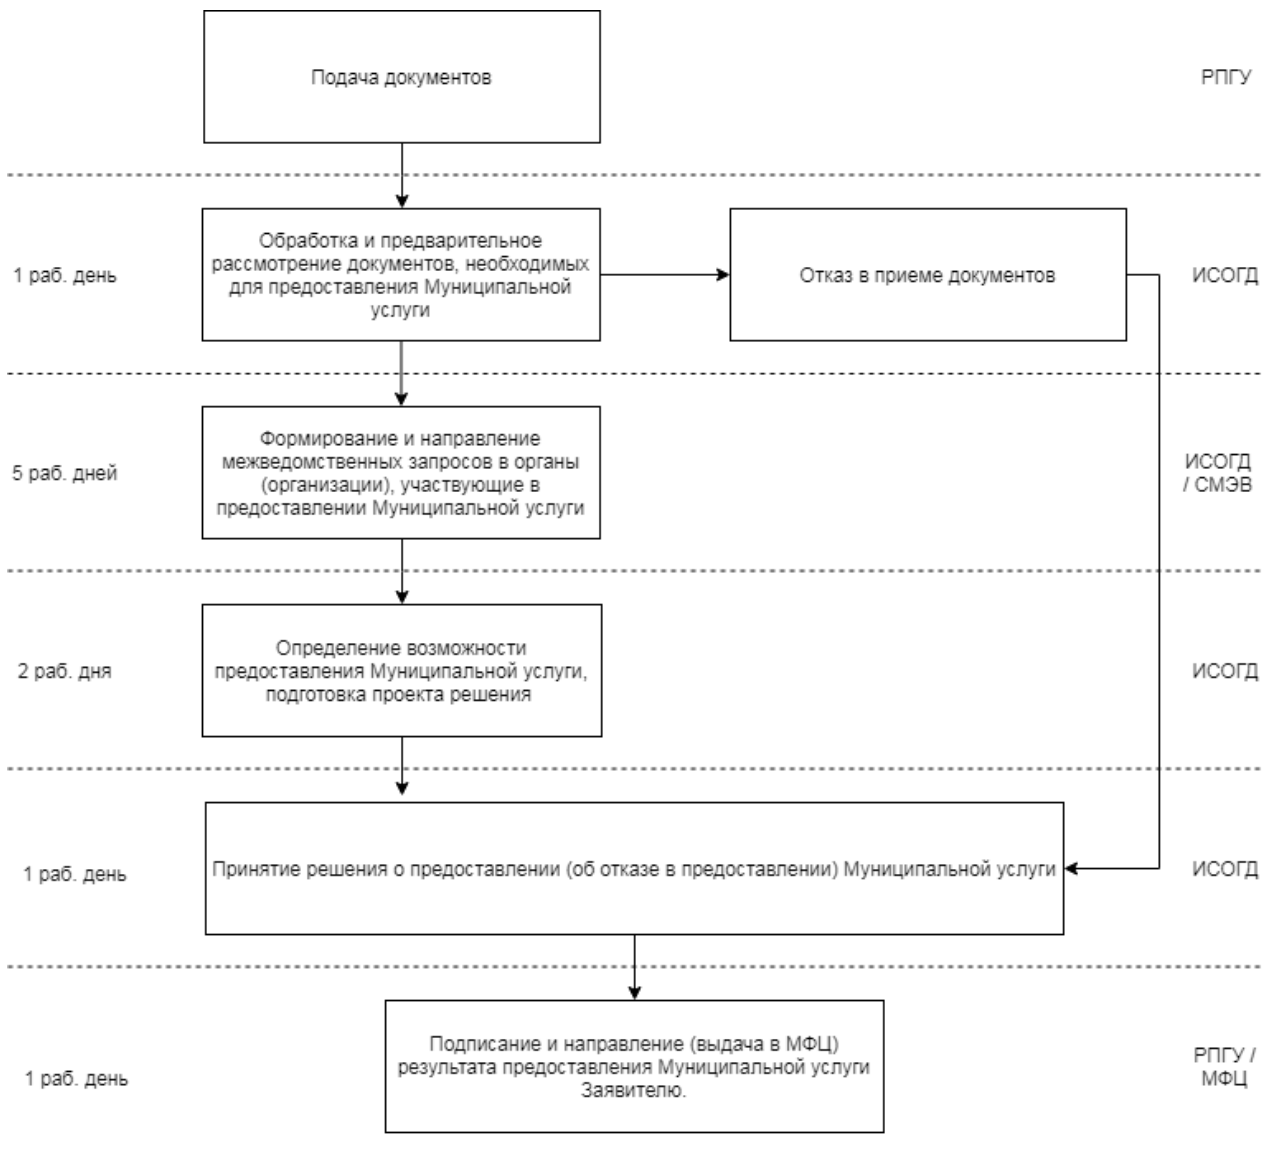 Подача документов
РПГУ
1 раб. день
Обработка и предварительное
рассмотрение документов, необходимых
для предоставления Муниципальной
услуги
Отказ в приеме документов
ИСОГД
5 раб. дней
Формирование и направление
межведомственных запросов в органы
(организации), участвующие в
предоставлении Муниципальной услуги
ИСОГД
/ СМЭВ
2 раб. дня
Определение возможности
предоставления Муниципальной услуги,
подготовка проекта решения
ИСОГД
1 раб. день
Принятие решения о предоставлении (об отказе в предоставлении) Муниципальной услуги
ИСОГД
1 раб. день
Подписание и направление (выдача в МФЦ)
результата предоставления Муниципальной услуги
Заявителю.
РПГУ /
МФЦ